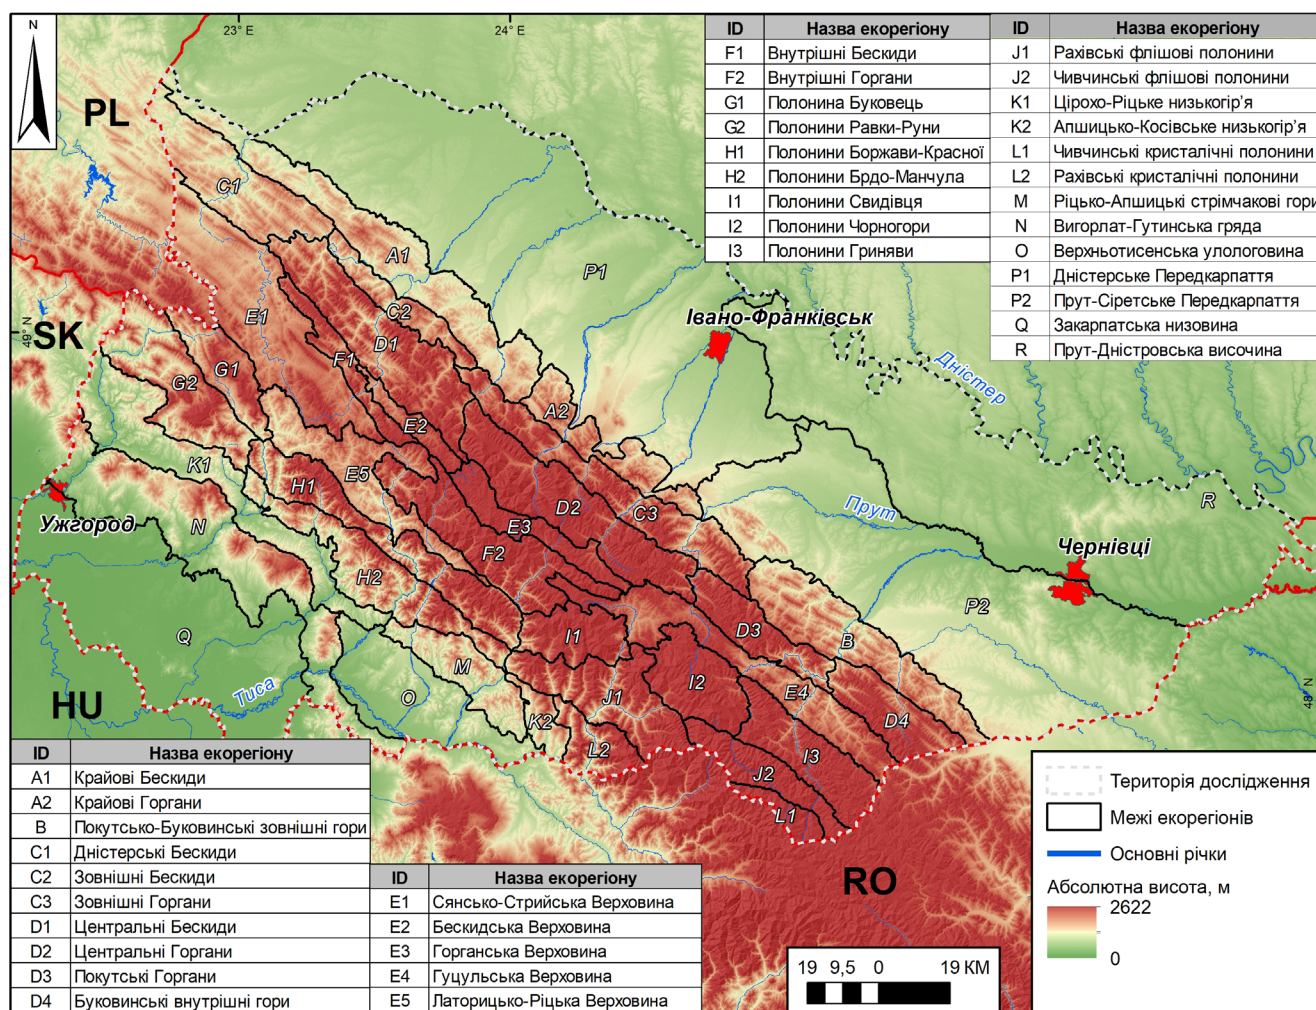 N
23° E
24° E
49° N
48° N
PL
SK
HU
RO
ID Назва екорегіону
F1 Внутрішні Бескиди
F2 Внутрішні Горгани
G1 Полонина Буковець
G2 Полонини Равки-Руни
H1 Полонини Боржави-Красної
H2 Полонини Брдо-Манчула
I1 Полонини Свидівця
I2 Полонини Чорногори
I3 Полонини Гриняви
ID Назва екорегіону
J1 Рахівські флішові полонини
J2 Чивчинські флішові полонини
K1 Цірохо-Ріцьке низькогір'я
K2 Апшицько-Косівське низькогір'я
L1 Чивчинські кристалічні полонини
L2 Рахівські кристалічні полонини
M Ріцько-Апшицькі стрімчакові гори
N Вигорлат-Гутинська гряда
O Верхньотисенська улоговина
P1 Дністерське Передкарпаття
P2 Прут-Сіретське Передкарпаття
Q Закарпатська низовина
R Прут-Дністровська височина
C1
A1
P1
C2
E1
D1
F1
G1
G2
A2
E2
K1
E5
H1
N
D2
C3
E3
F2
H2
R
P2
Q
I1
D3
B
M
I2
O
J1
E4
K2
D4
L2
I3
J2
L1
Івано-Франківськ
Дністер
Прут
Ужгород
Чернівці
Тиса
ID Назва екорегіону
A1 Крайові Бескиди
A2 Крайові Горгани
B Покутсько-Буковинські зовнішні гори
C1 Дністерські Бескиди
C2 Зовнішні Бескиди
C3 Зовнішні Горгани
D1 Центральні Бескиди
D2 Центральні Горгани
D3 Покутські Горгани
D4 Буковинські внутрішні гори
ID Назва екорегіону
E1 Сянсько-Стрийська Верховина
E2 Бескидська Верховина
E3 Горганська Верховина
E4 Гуцульська Верховина
E5 Латорицько-Ріцька Верховина
Територія дослідження
Межі екорегіонів
Основні річки
Абсолютна висота, м
2622
0
19 9,5 0 19 КМ